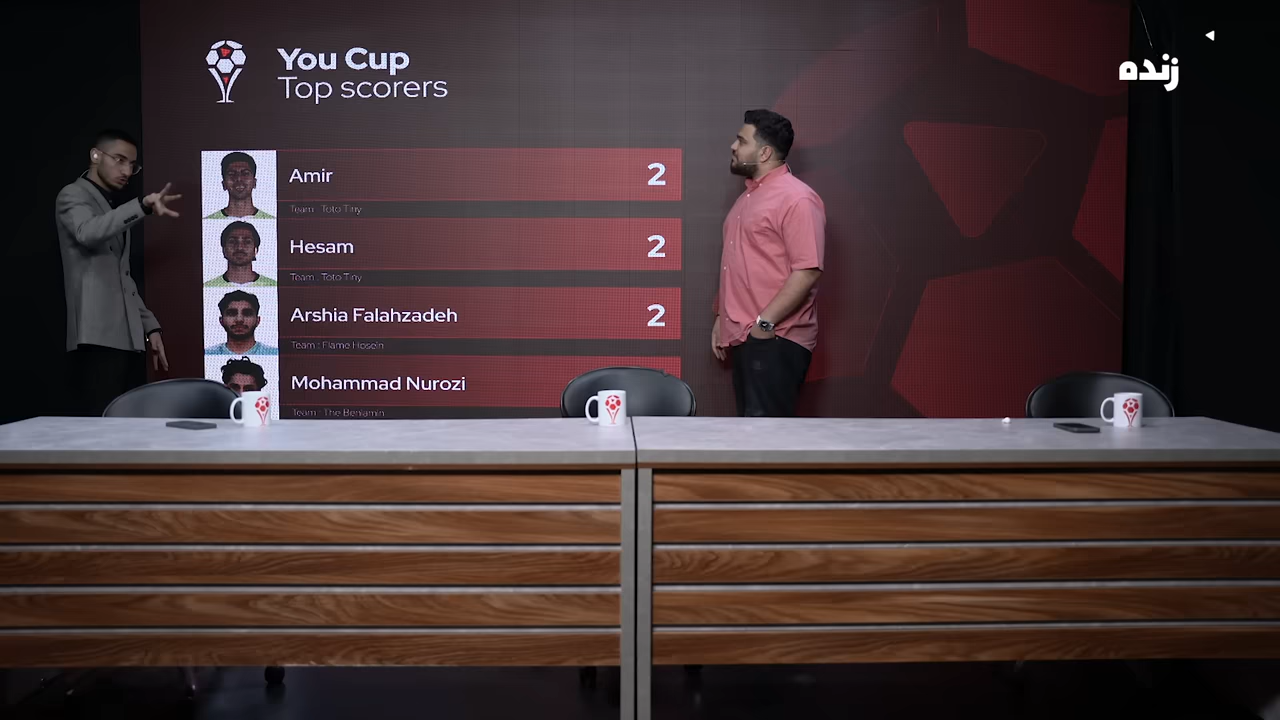 You Cup
Top scorers
زنده
Amir 2
Team : Toto Tiny
Hesam 2
Team : Toto Tiny
Arshia Falahzadeh 2
Team : Flame Hosein
Mohammad Nurozi
Team : The Benjamin